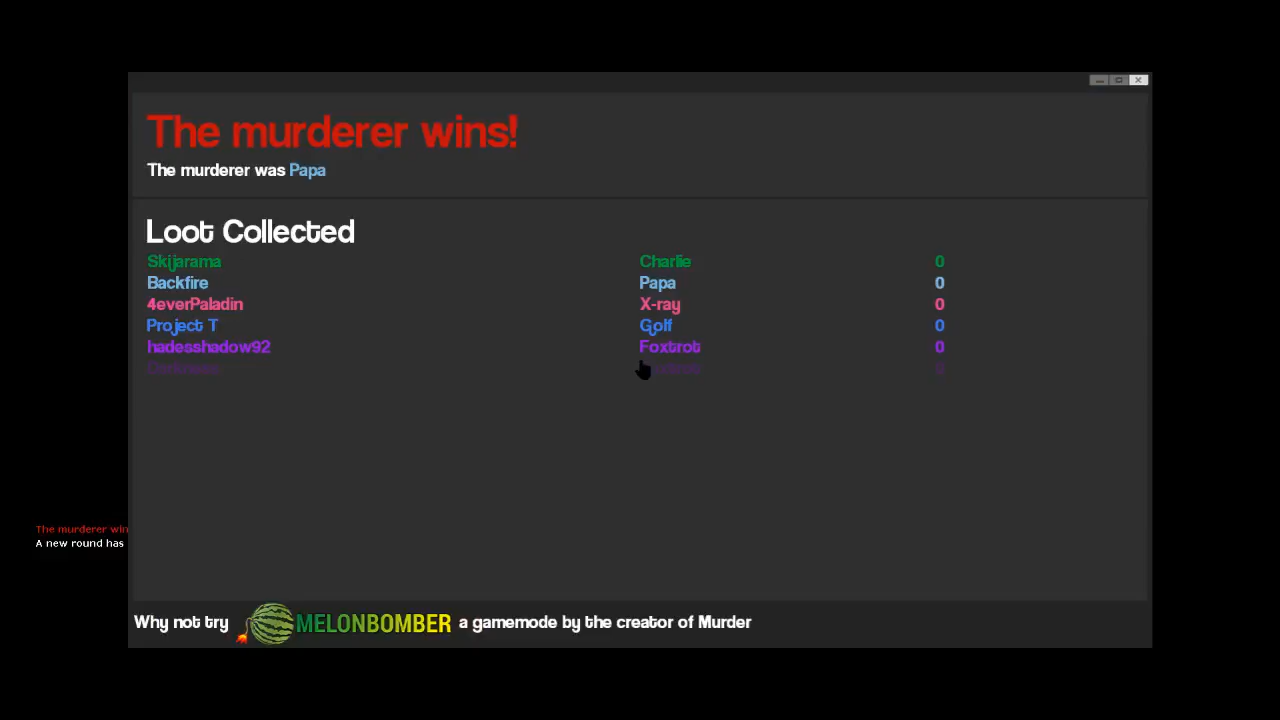 The murderer wins!
The murderer was Papa
Loot Collected
Skijarama Charlie 0
Backfire Papa 0
4everPaladin X-ray 0
Project T Golf 0
hadesshadow92 Foxtrot 0
0
The murderer win
A new round has
Why not try MELONBOMBER a gamemode by the creator of Murder